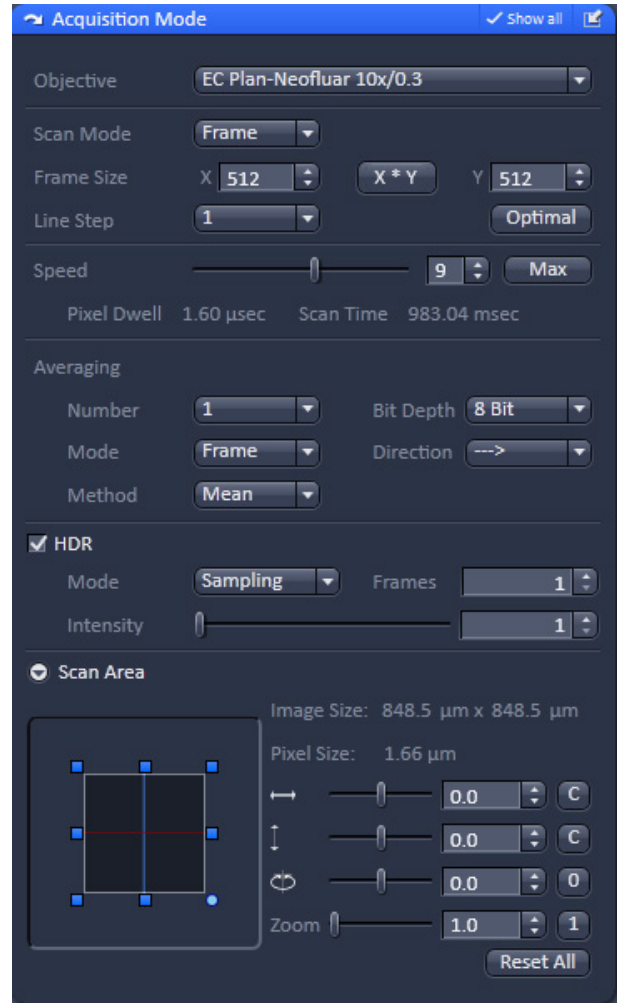 Acquisition Mode Show all
Objective EC Plan-Neofluar 10x/0.3
Scan Mode Frame
Frame Size X 512 X * Y Y 512
Line Step 1 Optimal
Speed 9 Max
Pixel Dwell 1.60 µsec Scan Time 983.04 msec
Averaging
Number 1 Bit Depth 8 Bit
Mode Frame Direction --->
Method Mean
HDR
Mode Sampling Frames 1
Intensity 1
Scan Area
Image Size: 848.5 µm x 848.5 µm
Pixel Size: 1.66 µm
0.0 C
0.0 C
0.0 0
Zoom 1.0 1
Reset All